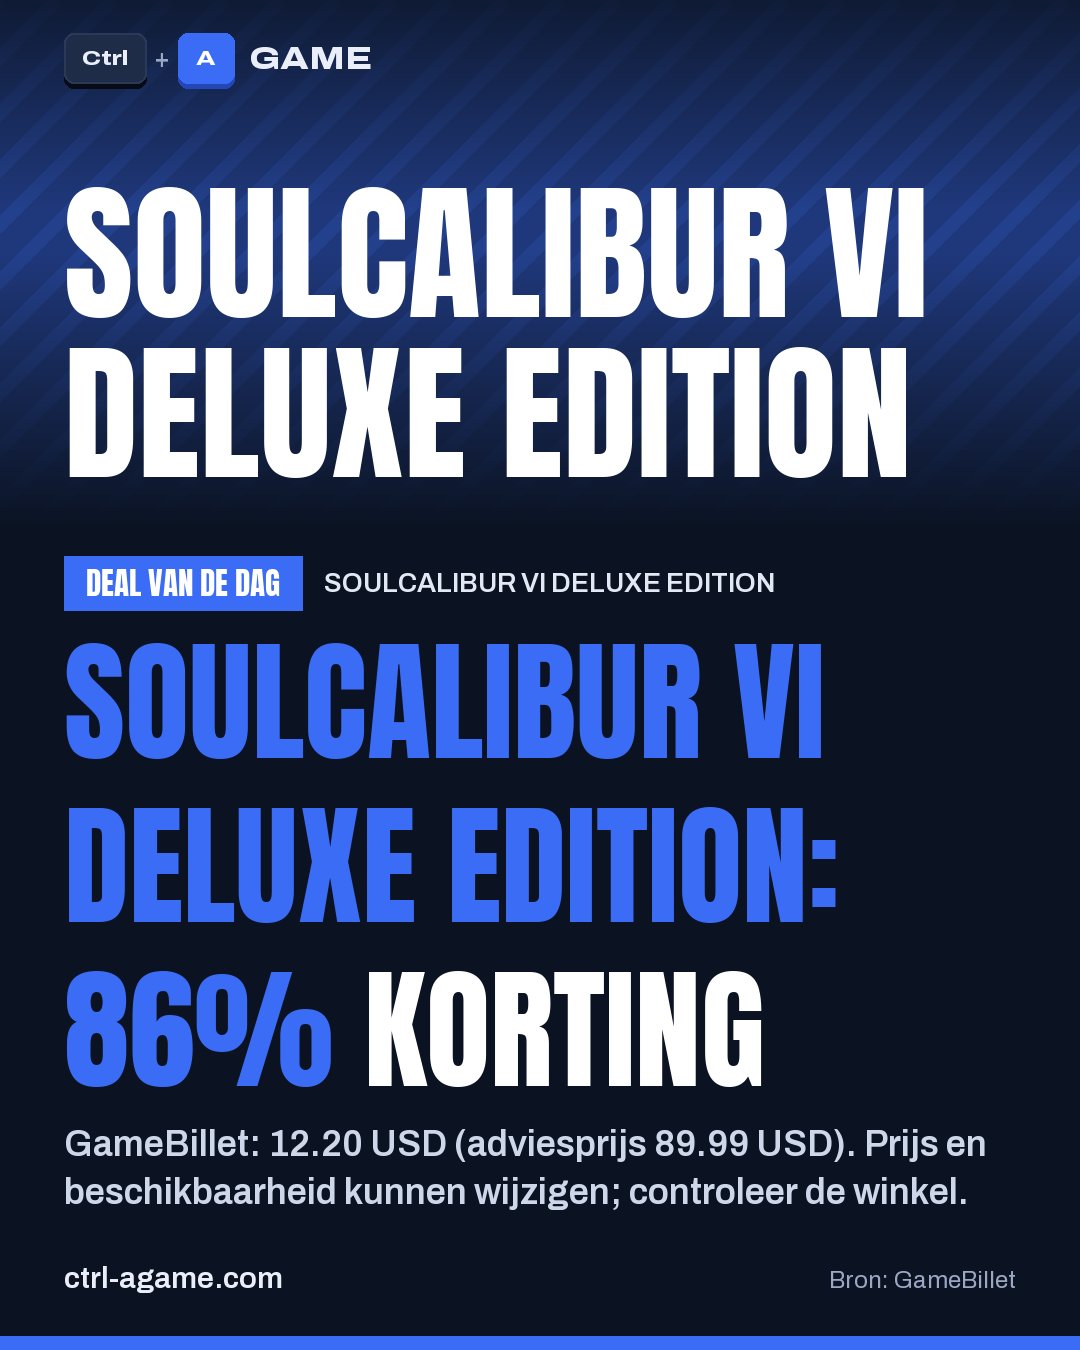 Ctrl + A GAME
SOULCALIBUR VI
DELUXE EDITION
DEAL VAN DE DAG SOULCALIBUR VI DELUXE EDITION
SOULCALIBUR VI
DELUXE EDITION:
86% KORTING
GameBillet: 12.20 USD (adviesprijs 89.99 USD). Prijs en
beschikbaarheid kunnen wijzigen; controleer de winkel.
ctrl-agame.com Bron: GameBillet